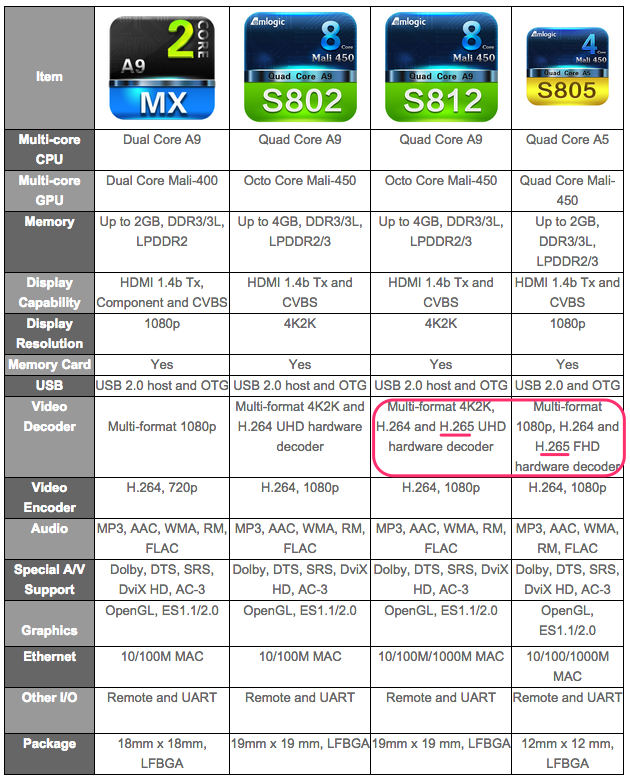 Item
2 CORE
A9
MX
Amlogic
8 Core
Mali 450
Quad Core A9
S802
Amlogic
8 Core
Mali 450
Quad Core A9
S812
Amlogic
4 Core
Mali 450
Quad Core A5
S805
Multi-core
CPU
Dual Core A9
Quad Core A9
Quad Core A9
Quad Core A5
Multi-core
GPU
Dual Core Mali-400
Octo Core Mali-450
Octo Core Mali-450
Quad Core Mali-
450
Memory
Up to 2GB, DDR3/3L,
LPDDR2
Up to 4GB, DDR3/3L,
LPDDR2/3
Up to 4GB, DDR3/3L,
LPDDR2/3
Up to 2GB,
DDR3/3L,
LPDDR2/3
Display
Capability
HDMI 1.4b Tx,
Component and CVBS
HDMI 1.4b Tx and
CVBS
HDMI 1.4b Tx and
CVBS
HDMI 1.4b Tx and
CVBS
Display
Resolution
1080p
4K2K
4K2K
1080p
Memory Card
Yes
Yes
Yes
Yes
USB
USB 2.0 host and OTG
USB 2.0 host and OTG
USB 2.0 host and OTG
USB 2.0 and OTG
Video
Decoder
Multi-format 1080p
Multi-format 4K2K and
H.264 UHD hardware
decoder
Multi-format 4K2K,
H.264 and H.265 UHD
hardware decoder
Multi-format
1080p, H.264 and
H.265 FHD
hardware decoder
Video
Encoder
H.264, 720p
H.264, 1080p
H.264, 1080p
H.264, 1080p
Audio
MP3, AAC, WMA, RM,
FLAC
MP3, AAC, WMA, RM,
FLAC
MP3, AAC, WMA, RM,
FLAC
MP3, AAC, WMA,
RM, FLAC
Special A/V
Support
Dolby, DTS, SRS,
DviX HD, AC-3
Dolby, DTS, SRS, DviX
HD, AC-3
Dolby, DTS, SRS, DviX
HD, AC-3
Dolby, DTS, SRS,
DviX HD, AC-3
Graphics
OpenGL, ES1.1/2.0
OpenGL, ES1.1/2.0
OpenGL, ES1.1/2.0
OpenGL,
ES1.1/2.0
Ethernet
10/100M MAC
10/100M MAC
10/100M/1000M MAC
10/100/1000M
MAC
Other I/O
Remote and UART
Remote and UART
Remote and UART
Remote and UART
Package
18mm x 18mm,
LFBGA
19mm x 19 mm, LFBGA
19mm x 19 mm, LFBGA
12mm x 12 mm,
LFBGA